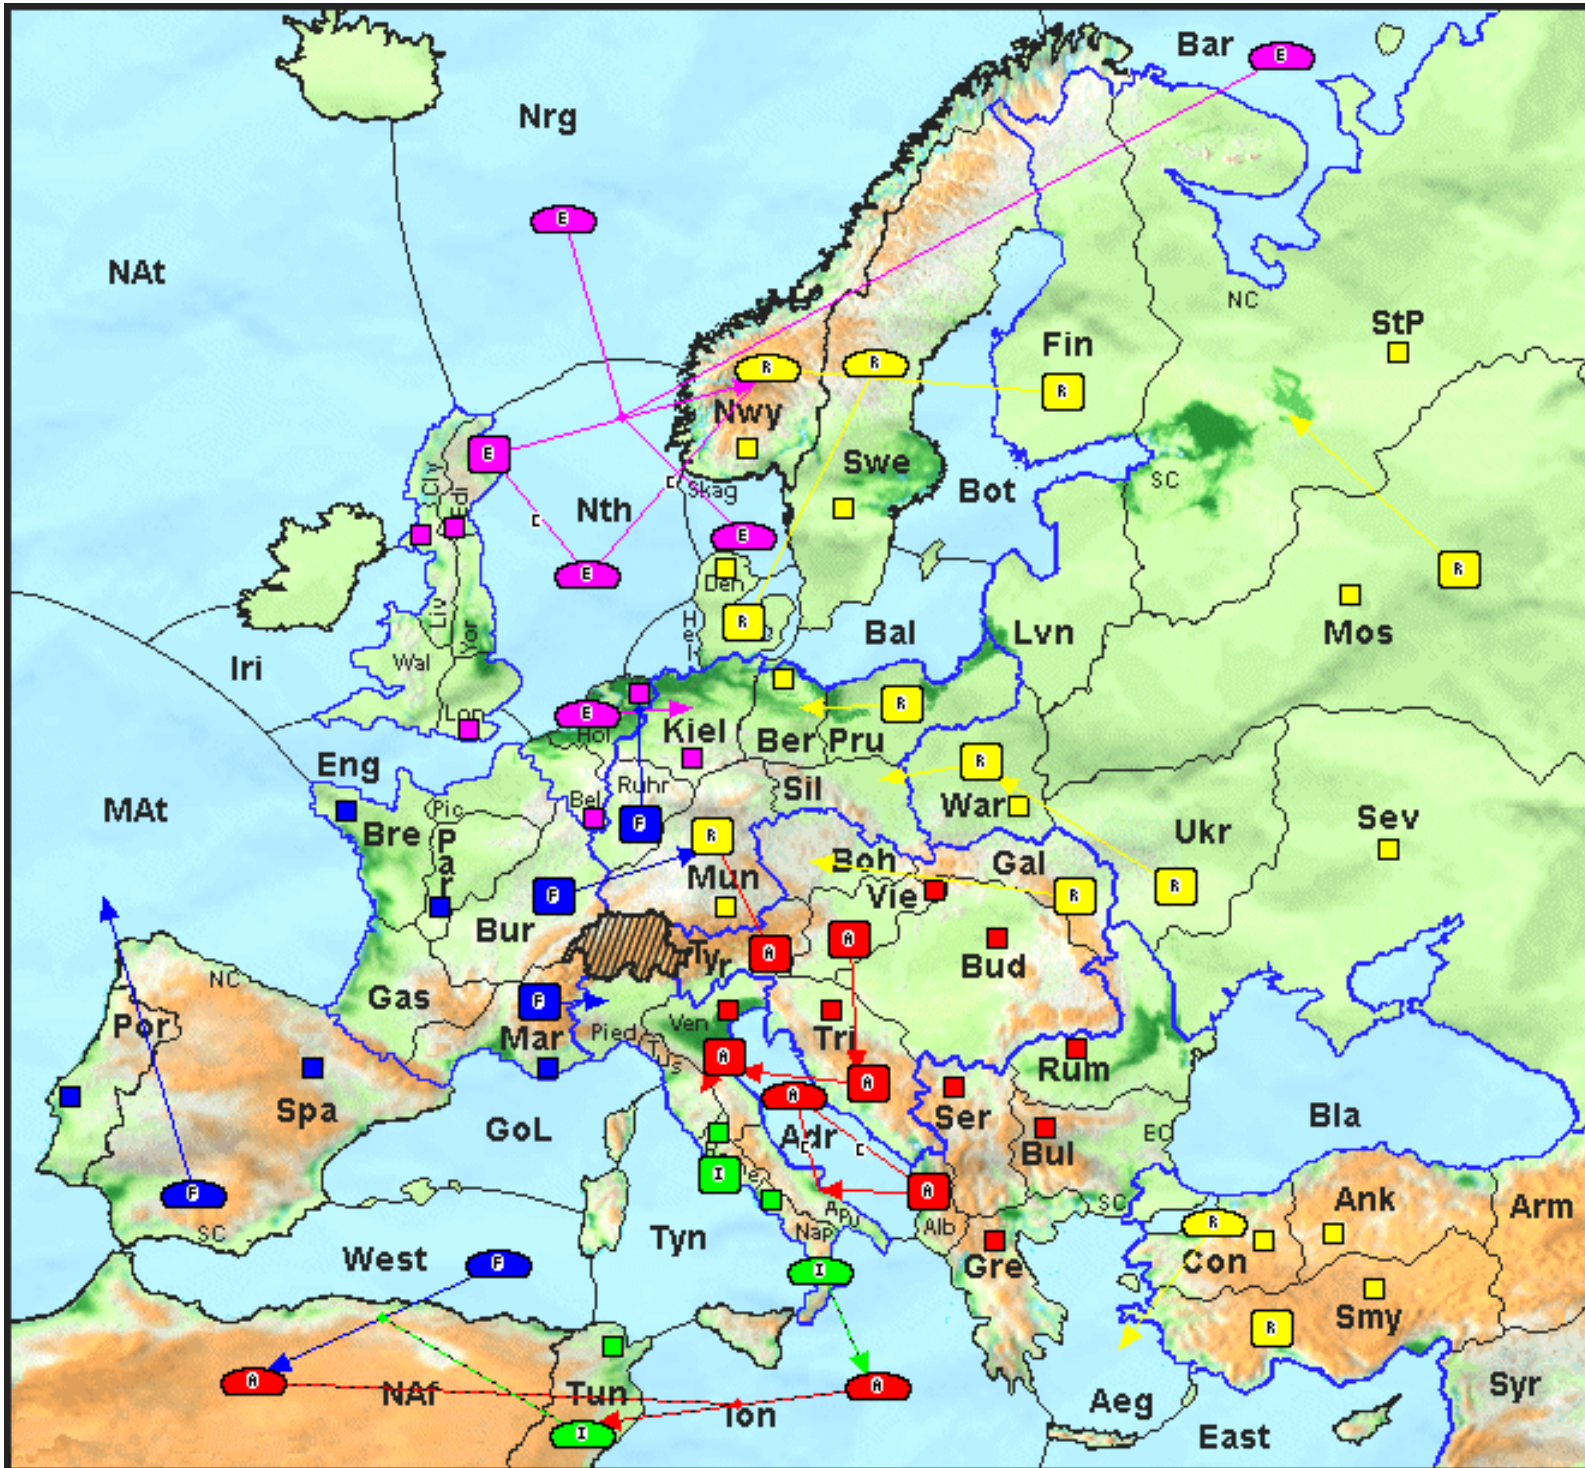 Bar
E
Nrg
E
NAt
NC
StP
Fin
R
R
R
Nwy
E
Swe
Cly
Edi
C
Skag
SC
Bot
Nth
C
E
E
R
Den
R
Hel
Bal
Lvn
Mos
Liv
Yor
Wal
Iri
Lon
E
Hol
Kiel
Ber
Pru
R
Eng
Ruhr
Sil
R
War
MAt
Pic
Bel
Bre
Par
F
R
Ukr
Sev
Boh
Gal
Mun
Vie
R
R
F
Bur
Tyr
A
A
Bud
NC
Gas
F
Mar
Por
Pied
Ven
Tri
Tus
A
A
Rum
Spa
Ser
A
GoL
Adr
Bul
EC
Bla
C
C
I
A
F
SC
Apu
Alb
SC
Ank
Arm
Tyn
Nap
R
Con
West
F
I
Gre
Smy
R
A
NAf
Tun
A
Ion
I
Aeg
Syr
East